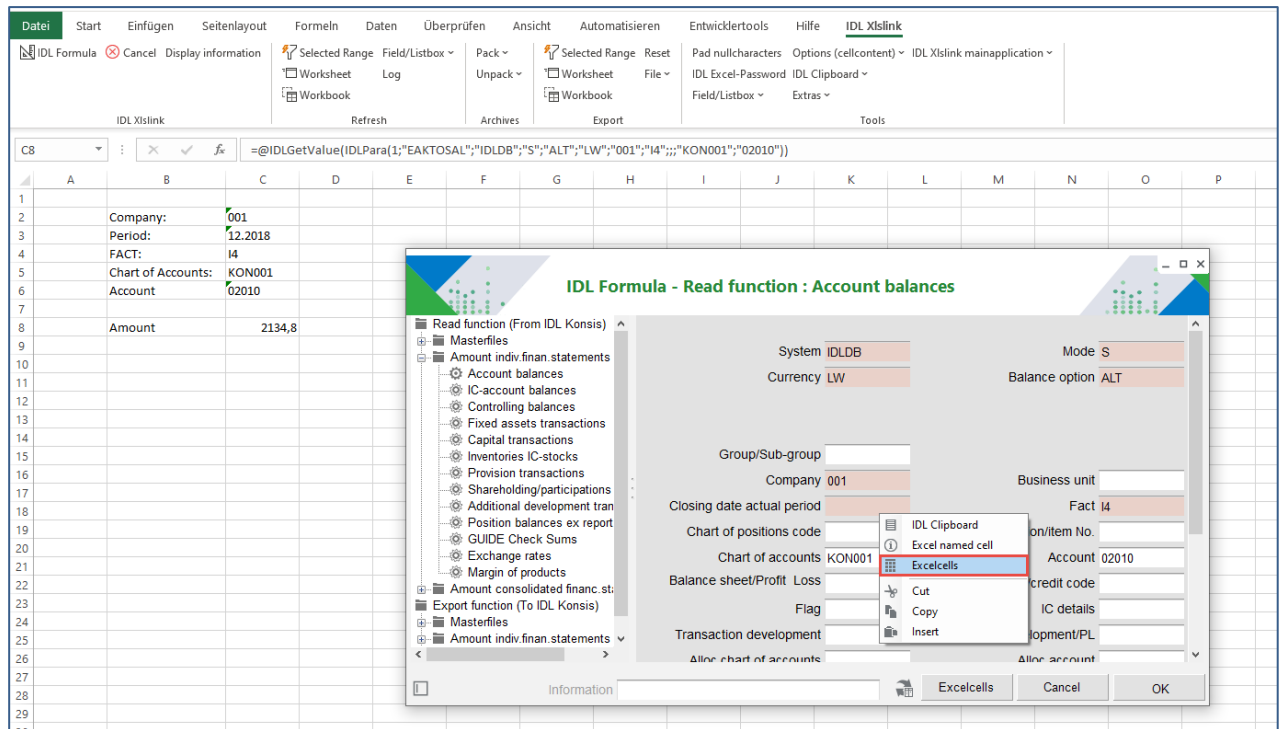 Datei Start Einfügen Seitenlayout Formeln Daten Überprüfen Ansicht Automatisieren Entwicklertools Hilfe IDL Xlslink
IDL Formula Cancel Display information Selected Range Field/Listbox Pack Selected Range Reset Pad nullcharacters Options (cellcontent) IDL Xlslink mainapplication
Worksheet Log Unpack Worksheet File IDL Excel-Password IDL Clipboard
Workbook Workbook Field/Listbox Extras
IDL Xlslink Refresh Archives Export Tools
C8 fx =@IDLGetValue(IDLPara(1;"EAKTOSAL";"IDLDB";"S";"ALT";"LW";"001";"I4";;;"KON001";"02010"))
A B C D E F G H I J K L M N O P
1
2 Company: 001
3 Period: 12.2018
4 FACT: I4
5 Chart of Accounts: KON001
6 Account 02010
7
8 Amount 2134,8
9
10
11
12
13
14
15
16
17
18
19
20
21
22
23
24
25
26
27
28
29
IDL Formula - Read function : Account balances
Read function (From IDL Konsis)
Masterfiles
Amount indiv.finan.statements
Account balances
IC-account balances
Controlling balances
Fixed assets transactions
Capital transactions
Inventories IC-stocks
Provision transactions
Shareholding/participations
Additional development tran
Position balances ex report
GUIDE Check Sums
Exchange rates
Margin of products
Amount consolidated financ.st
Export function (To IDL Konsis)
Masterfiles
Amount indiv.finan.statements
System IDLDB Mode S
Currency LW Balance option ALT
Group/Sub-group
Company 001 Business unit
Closing date actual period Fact I4
Chart of positions code on/item No.
Chart of accounts KON001 Account 02010
Balance sheet/Profit Loss /credit code
Flag IC details
Transaction development lopment/PL
Alloc chart of accounts Alloc account
IDL Clipboard
Excel named cell
Excelcells
Cut
Copy
Insert
Information Excelcells Cancel OK